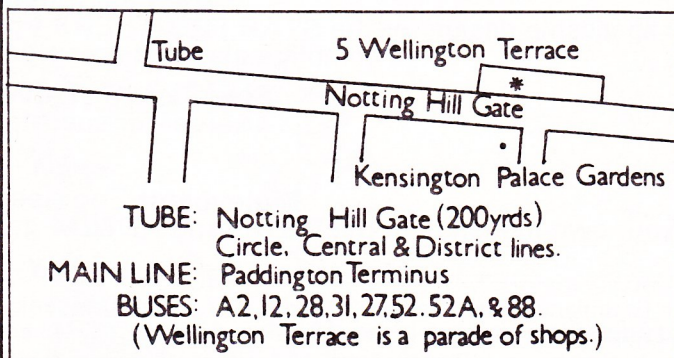 Tube
5 Wellington Terrace
*
Notting Hill Gate
Kensington Palace Gardens
TUBE: Notting Hill Gate (200yrds)
Circle, Central & District lines.
MAIN LINE: Paddington Terminus
BUSES: A2, 12, 28, 31, 27, 52, 52A, & 88.
(Wellington Terrace is a parade of shops.)